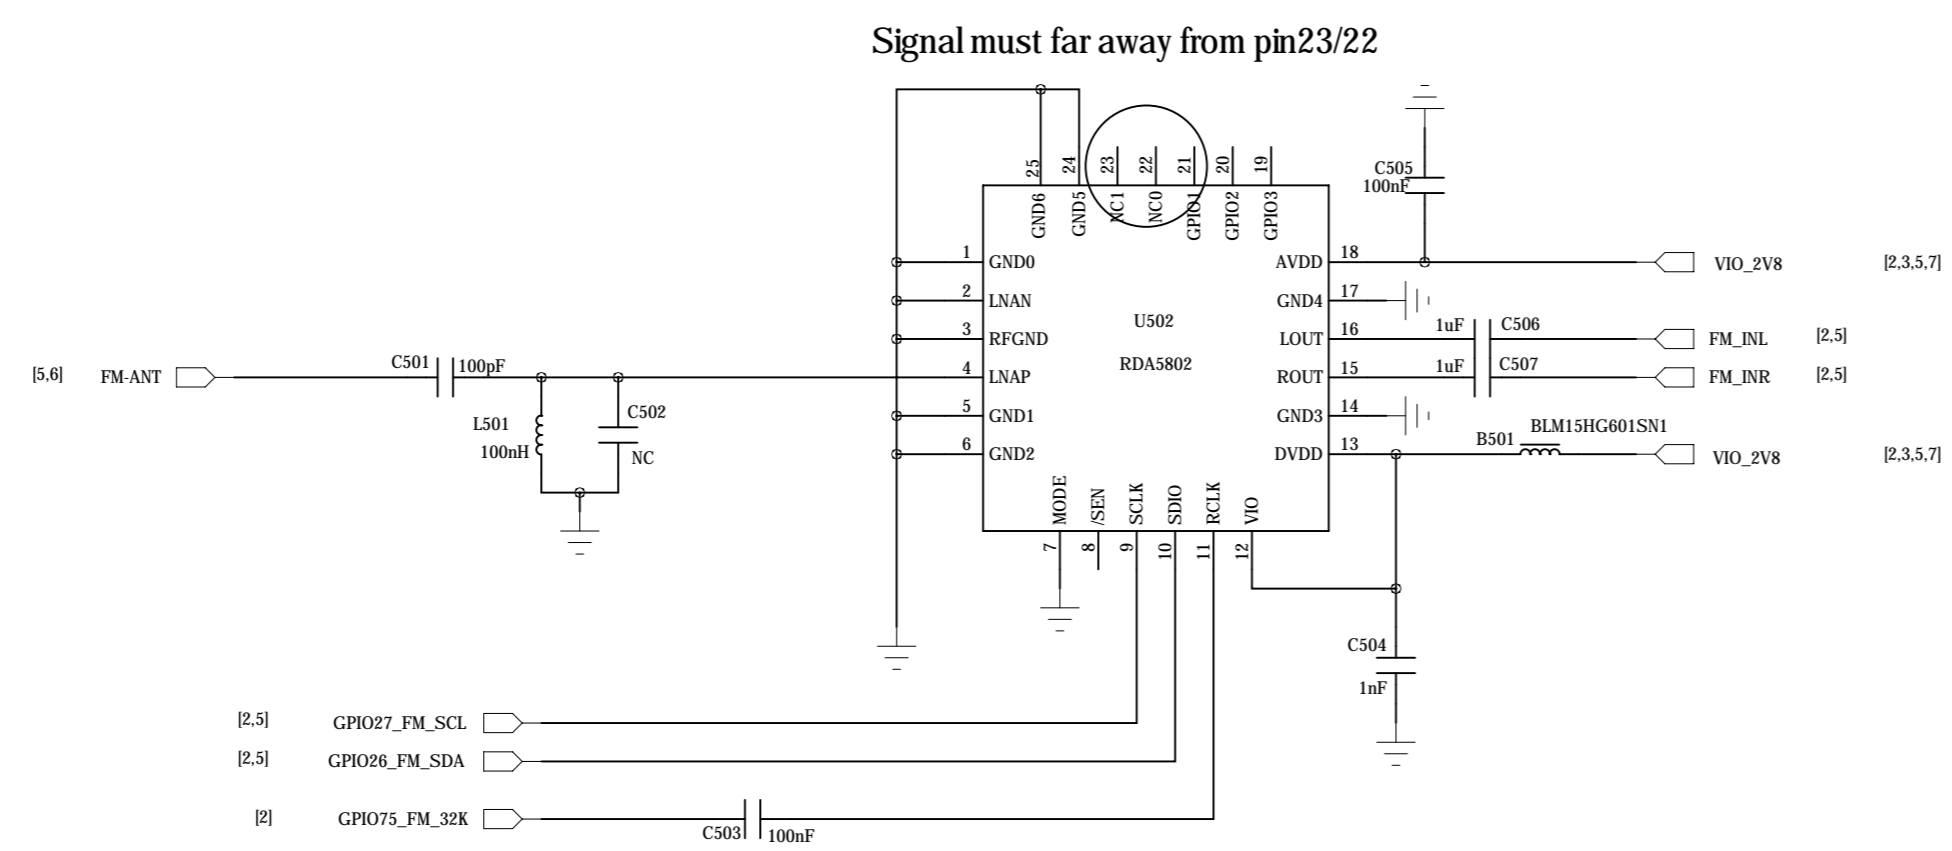 Signal must far away from pin23/22
25
24
23
22
21
20
19
GND6
GND5
NC1
NC0
GPIO1
GPIO2
GPIO3
C505
100nF
1 GND0
2 LNAN
3 RFGND
4 LNAP
5 GND1
6 GND2
U502
RDA5802
AVDD 18
GND4 17
LOUT 16
ROUT 15
GND3 14
DVDD 13
VIO_2V8 [2,3,5,7]
1uF C506
FM_INL [2,5]
1uF C507
FM_INR [2,5]
BLM15HG601SN1
B501
VIO_2V8 [2,3,5,7]
[5,6] FM-ANT
C501 100pF
L501
100nH
C502
NC
MODE
/SEN
SCLK
SDIO
RCLK
VIO
7
8
9
10
11
12
C504
1nF
[2,5] GPIO27_FM_SCL
[2,5] GPIO26_FM_SDA
[2] GPIO75_FM_32K
C503 100nF